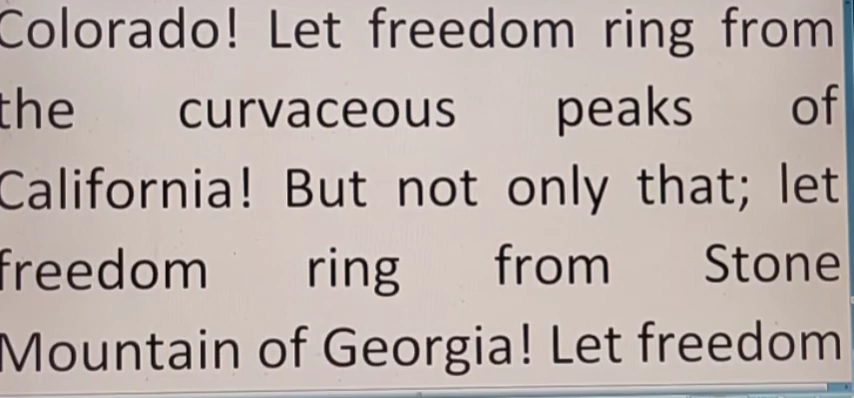 Colorado! Let freedom ring from
the curvaceous peaks of
California! But not only that; let
freedom ring from Stone
Mountain of Georgia! Let freedom